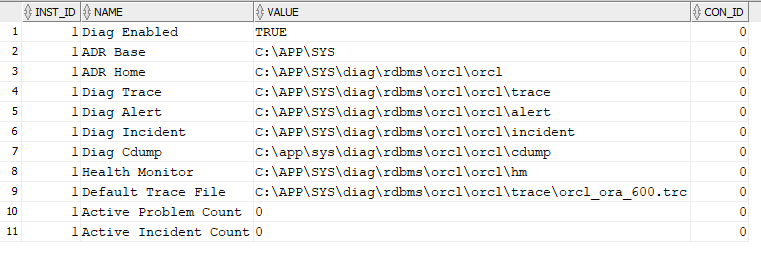 INST_ID NAME VALUE CON_ID
1 1 Diag Enabled TRUE 0
2 1 ADR Base C:\APP\SYS 0
3 1 ADR Home C:\APP\SYS\diag\rdbms\orcl\orcl 0
4 1 Diag Trace C:\APP\SYS\diag\rdbms\orcl\orcl\trace 0
5 1 Diag Alert C:\APP\SYS\diag\rdbms\orcl\orcl\alert 0
6 1 Diag Incident C:\APP\SYS\diag\rdbms\orcl\orcl\incident 0
7 1 Diag Cdump C:\app\sys\diag\rdbms\orcl\orcl\cdump 0
8 1 Health Monitor C:\APP\SYS\diag\rdbms\orcl\orcl\hm 0
9 1 Default Trace File C:\APP\SYS\diag\rdbms\orcl\orcl\trace\orcl_ora_600.trc 0
10 1 Active Problem Count 0 0
11 1 Active Incident Count 0 0